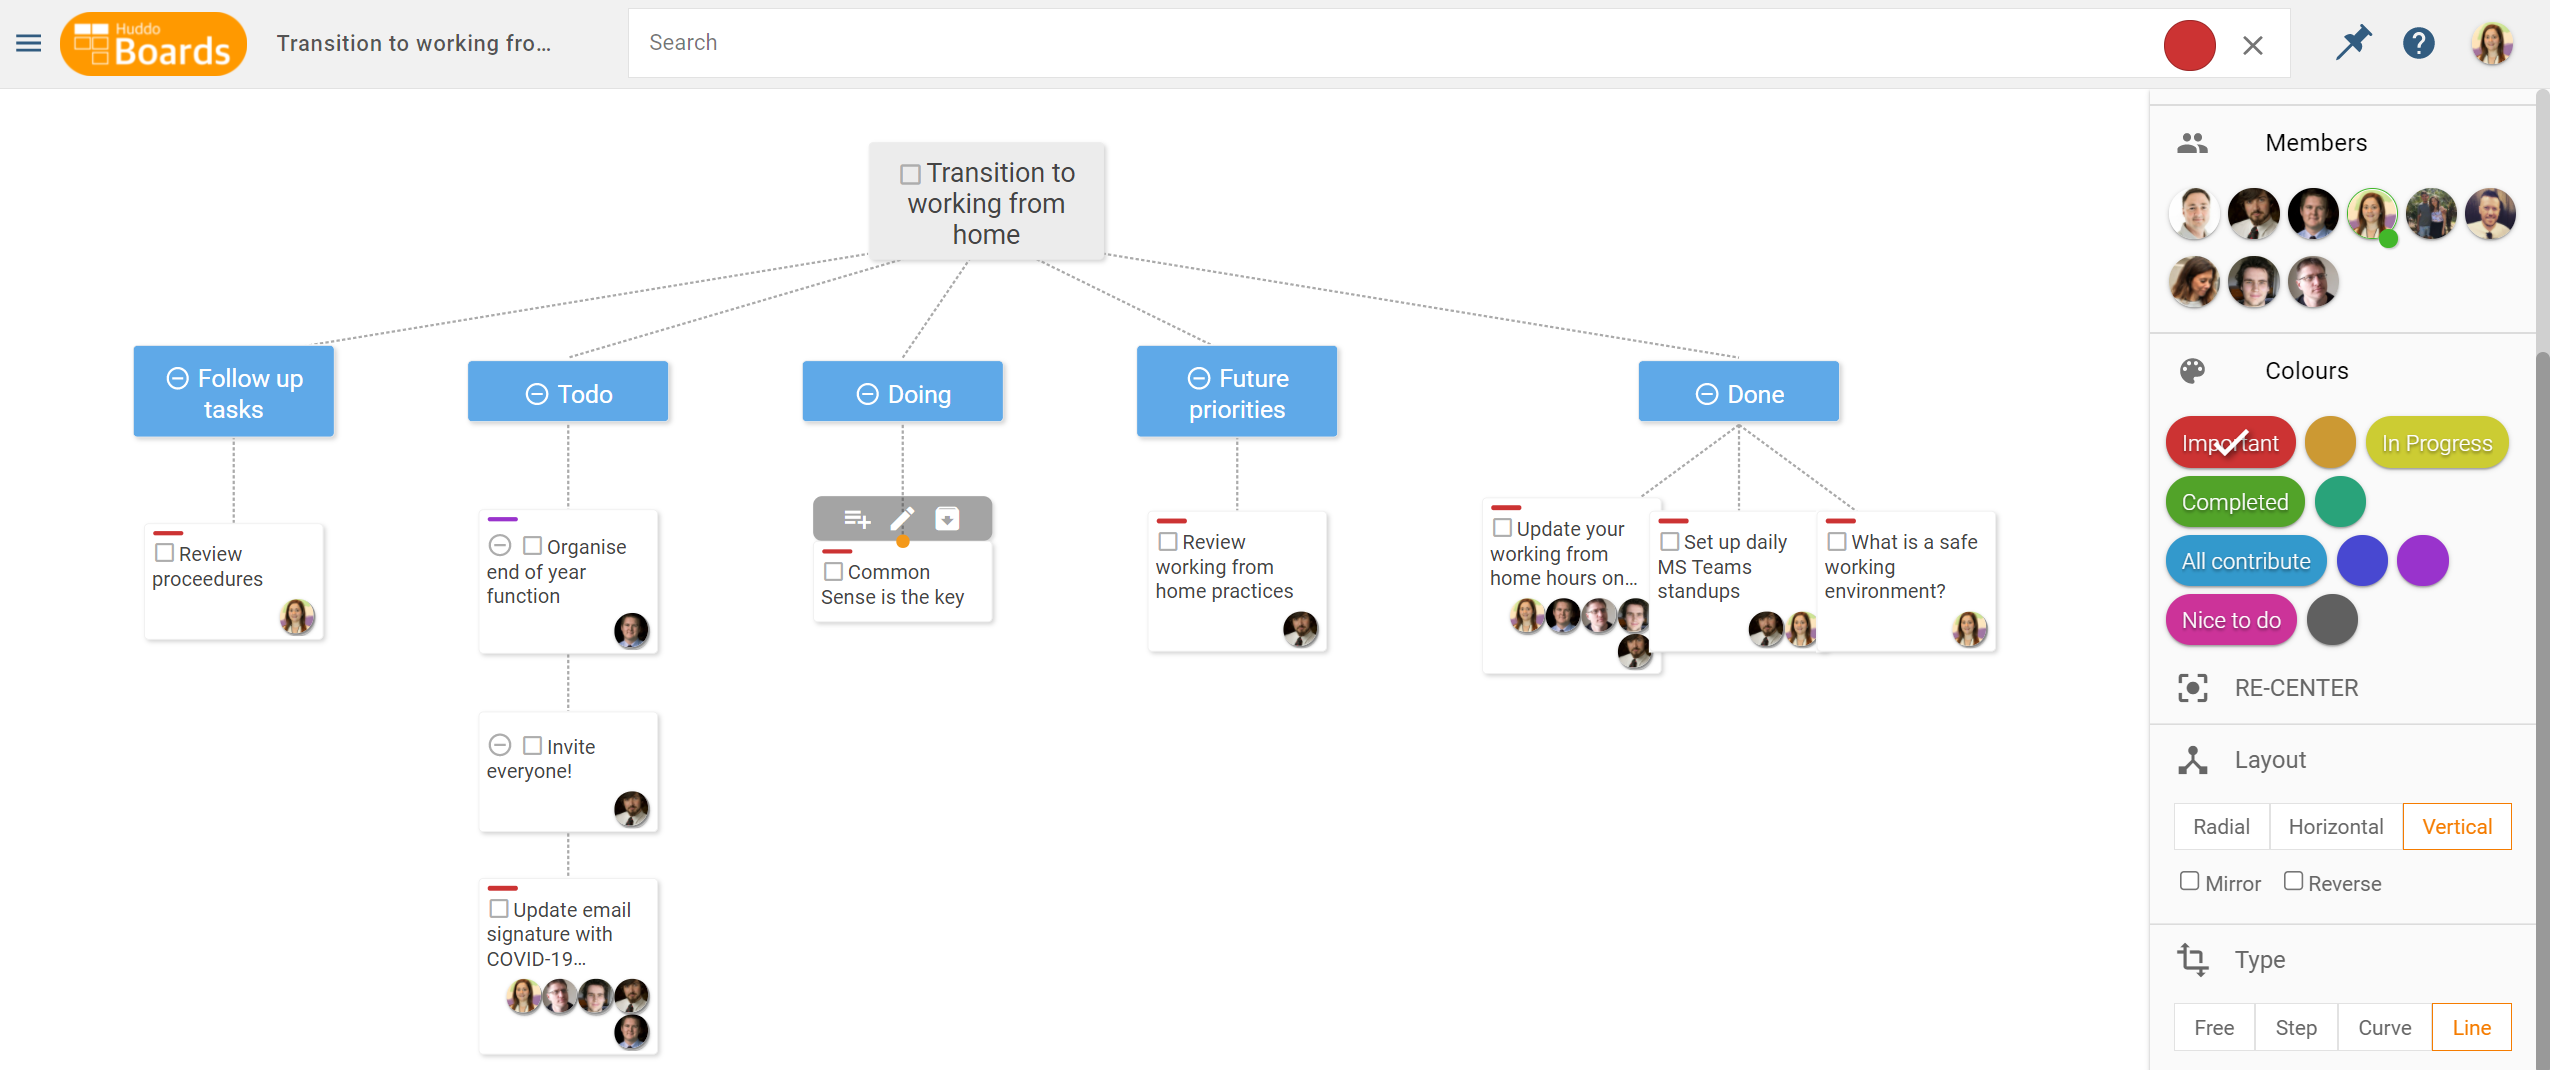 Huddo
Boards
Transition to working fro...
Search
Transition to
working from
home
Follow up
tasks
Todo
Doing
Future
priorities
Done
Review
proceedures
Organise
end of year
function
Common
Sense is the key
Review
working from
home practices
Update your
working from
home hours on...
Set up daily
MS Teams
standups
What is a safe
working
environment?
Invite
everyone!
Update email
signature with
COVID-19...
Members
Colours
Important
In Progress
Completed
All contribute
Nice to do
RE-CENTER
Layout
Radial Horizontal Vertical
Mirror Reverse
Type
Free Step Curve Line